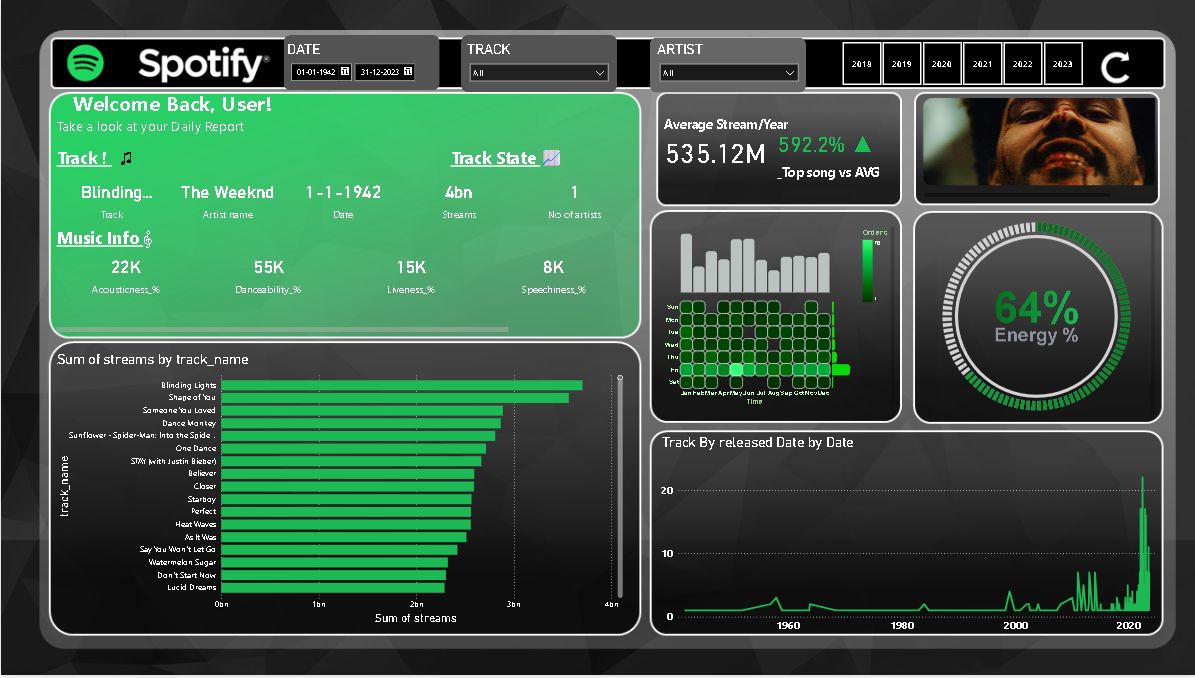 Spotify®
DATE
01-01-1942
31-12-2023
TRACK
All
ARTIST
All
2018
2019
2020
2021
2022
2023
Welcome Back, User!
Take a look at your Daily Report
Track !
Track State
Blinding...
The Weeknd
1-1-1942
4bn
1
Track
Artist name
Date
Streams
No of artists
Music Info
22K
55K
15K
8K
Acousticness_%
Danceability_%
Liveness_%
Speechiness_%
Average Stream/Year
535.12M
592.2% ▲
_Top song vs AVG
Orders
Sun
Mon
Tue
Wed
Thu
Fri
Sat
Jan Feb Mar Apr May Jun Jul Aug Sep Oct Nov Dec
Time
64%
Energy %
Sum of streams by track_name
track_name
Blinding Lights
Shape of You
Someone You Loved
Dance Monkey
Sunflower - Spider-Man: Into the Spide...
One Dance
STAY (with Justin Bieber)
Believer
Closer
Starboy
Perfect
Heat Waves
As It Was
Say You Won't Let Go
Watermelon Sugar
Don't Start Now
Lucid Dreams
0bn
1bn
2bn
3bn
4bn
Sum of streams
Track By released Date by Date
20
10
0
1960
1980
2000
2020